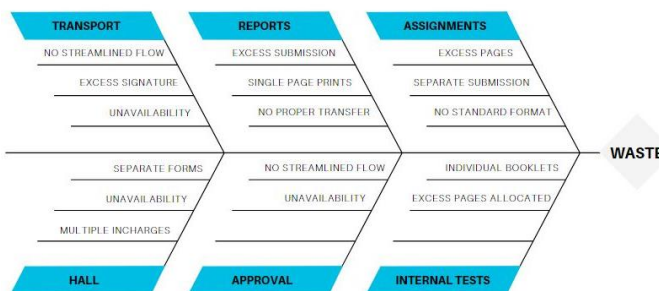 TRANSPORT
REPORTS
ASSIGNMENTS
NO STREAMLINED FLOW
EXCESS SUBMISSION
EXCESS PAGES
EXCESS SIGNATURE
SINGLE PAGE PRINTS
SEPARATE SUBMISSION
UNAVAILABILITY
NO PROPER TRANSFER
NO STANDARD FORMAT
WASTE
SEPARATE FORMS
NO STREAMLINED FLOW
INDIVIDUAL BOOKLETS
UNAVAILABILITY
UNAVAILABILITY
EXCESS PAGES ALLOCATED
MULTIPLE INCHARGES
HALL
APPROVAL
INTERNAL TESTS